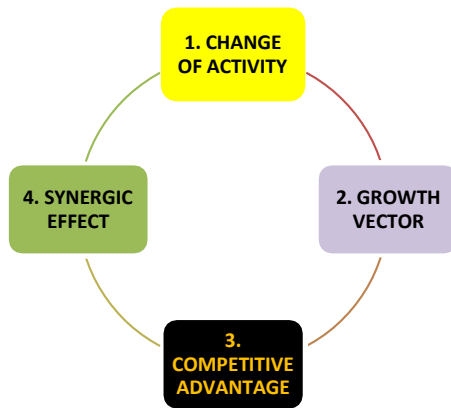 1. CHANGE
OF ACTIVITY
2. GROWTH
VECTOR
3.
COMPETITIVE
ADVANTAGE
4. SYNERGIC
EFFECT